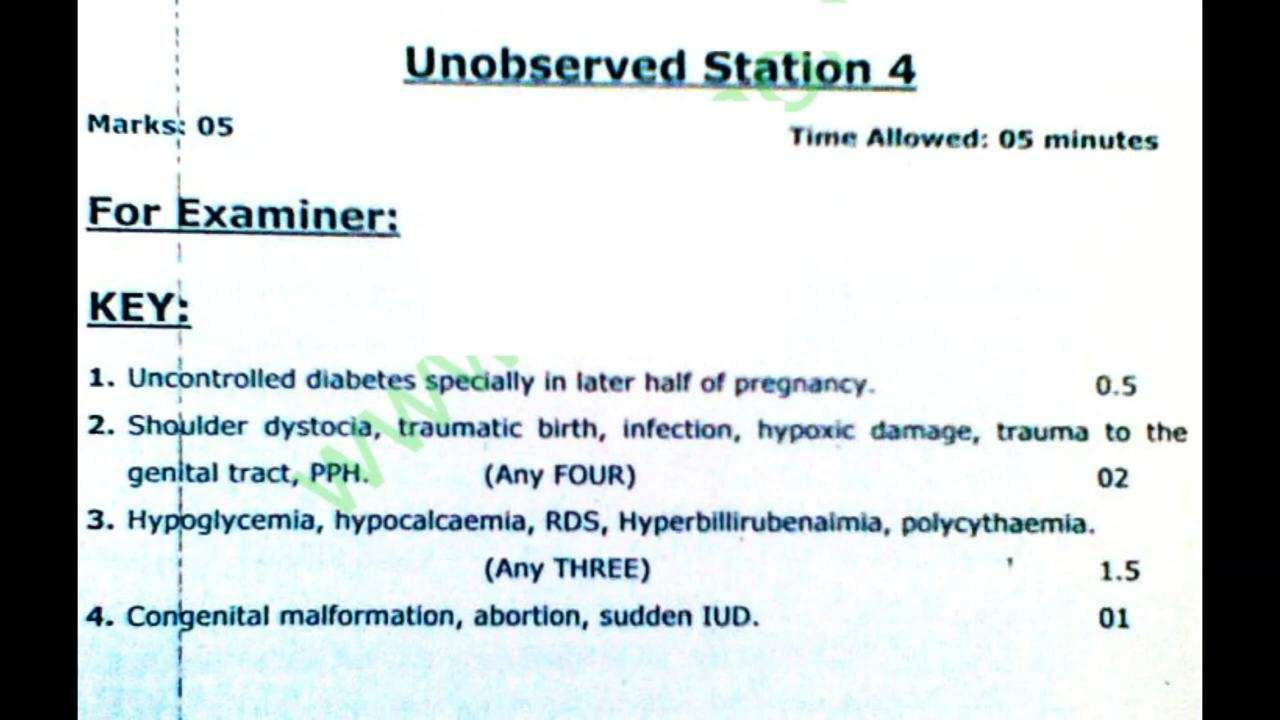 Unobserved Station 4
Marks: 05
Time Allowed: 05 minutes
For Examiner:
KEY:
1. Uncontrolled diabetes specially in later half of pregnancy. 0.5
2. Shoulder dystocia, traumatic birth, infection, hypoxic damage, trauma to the
genital tract, PPH. (Any FOUR) 02
3. Hypoglycemia, hypocalcaemia, RDS, Hyperbillirubenaimia, polycythaemia.
(Any THREE) 1.5
4. Congenital malformation, abortion, sudden IUD. 01
www.